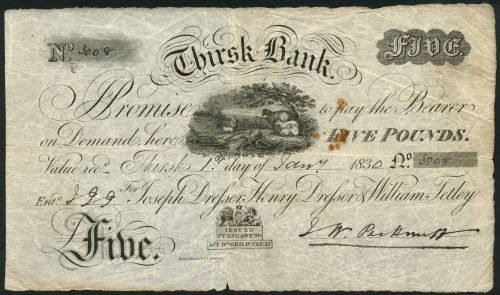 No. 3008 FIVE
Thirsk Bank.
I Promise to pay the Bearer
on Demand, here, FIVE POUNDS.
Value recd. Thirsk 1st day of Jany 1830 No. 3008
Entd. For Joseph Dresser, Henry Dresser & William Tetley
ISSUED
PURSUANT TO
ACT 9th GEO. IV. CAP. 23
Five.